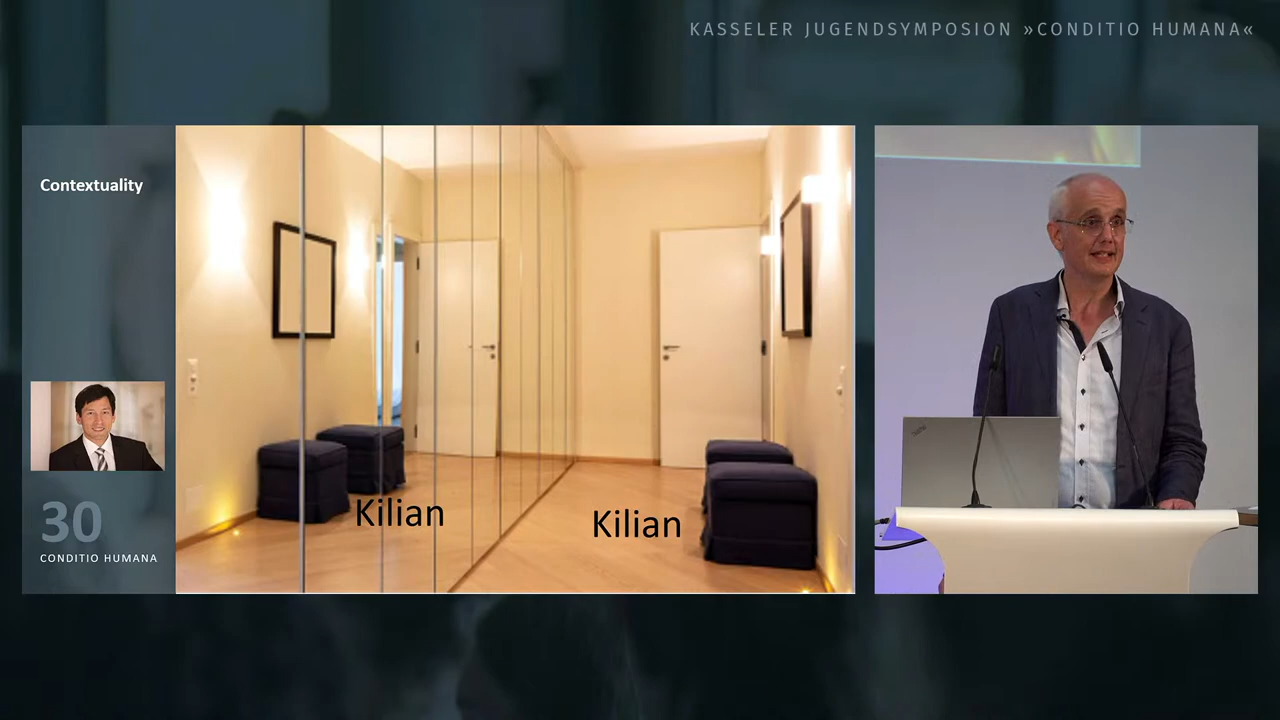 KASSELER JUGENDSYMPOSION »CONDITIO HUMANA«
Contextuality
30
CONDITIO HUMANA
Kilian
Kilian